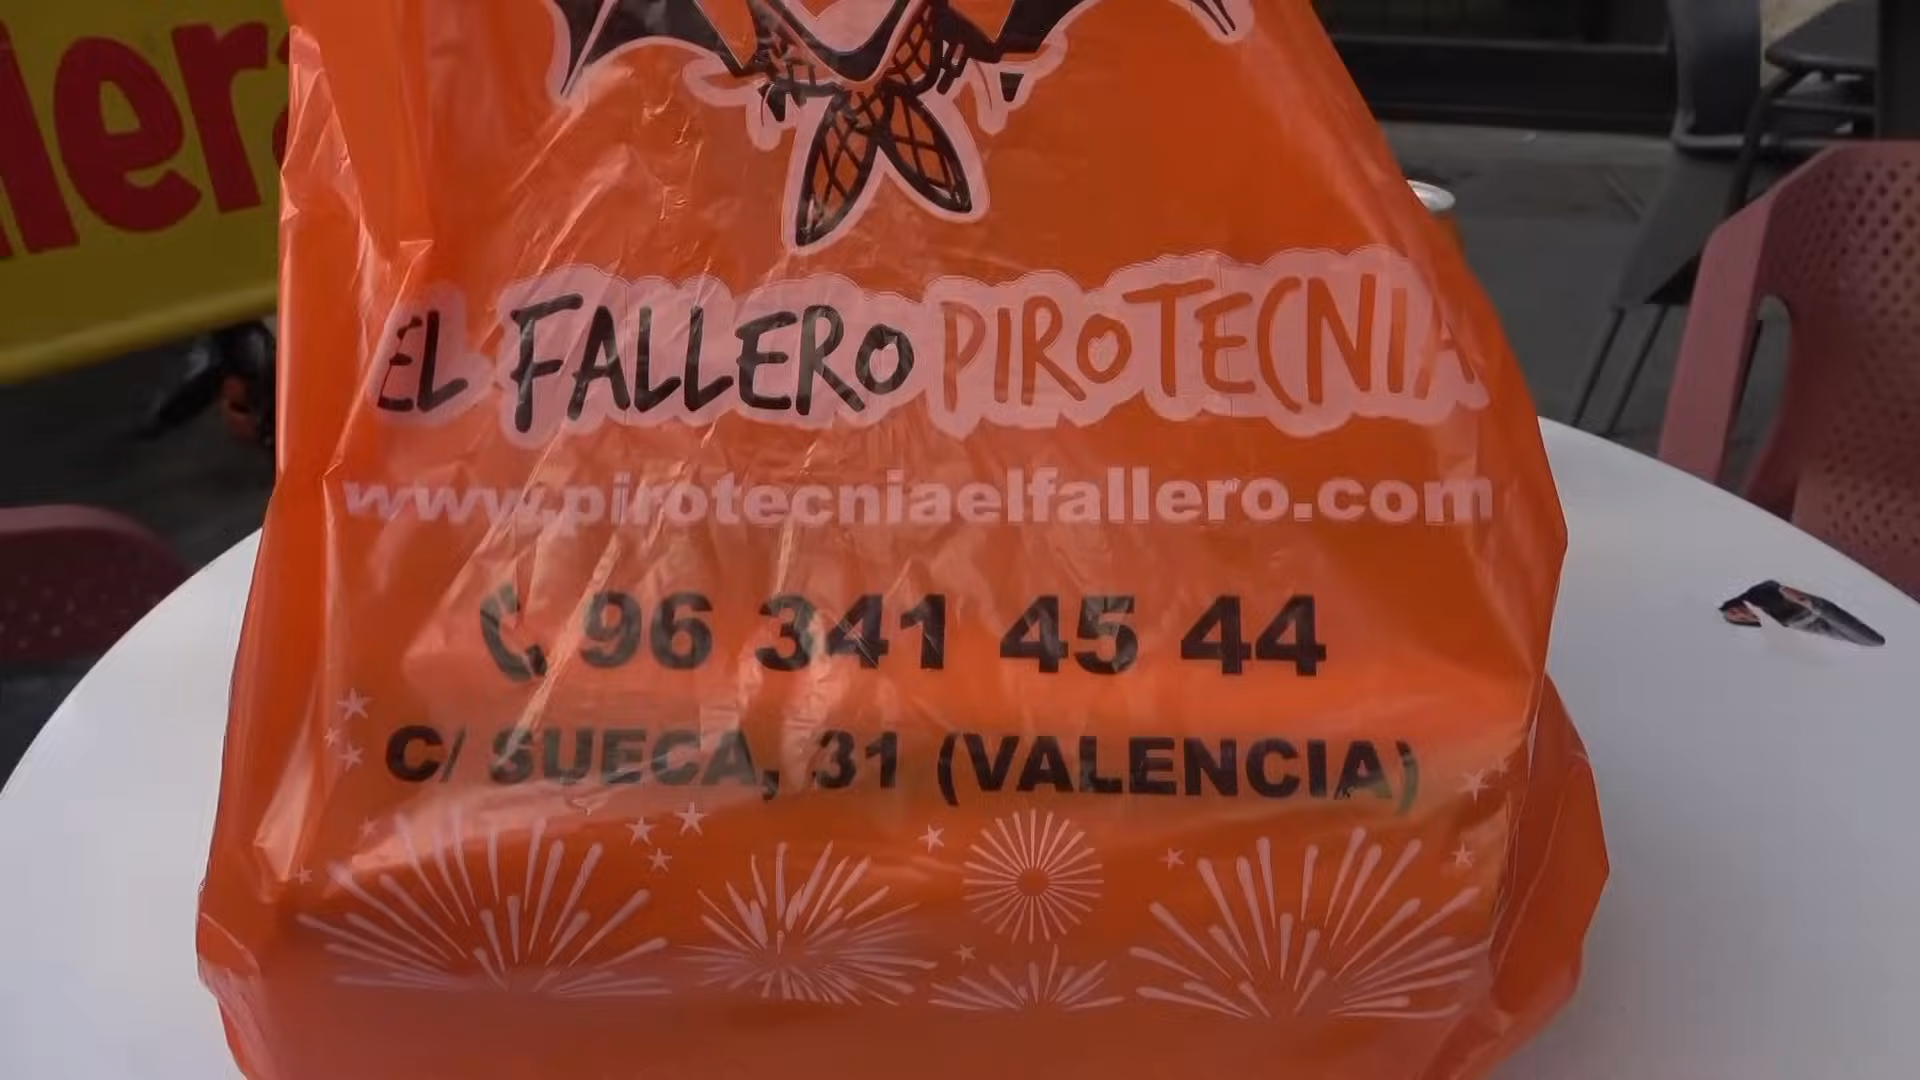 EL FALLERO PIROTECNIA
www.pirotecniaelfallero.com
96 341 45 44
C/ SUECA, 31 (VALENCIA)